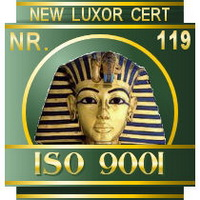 NEW LUXOR CERT
NR. 119
ISO 9001